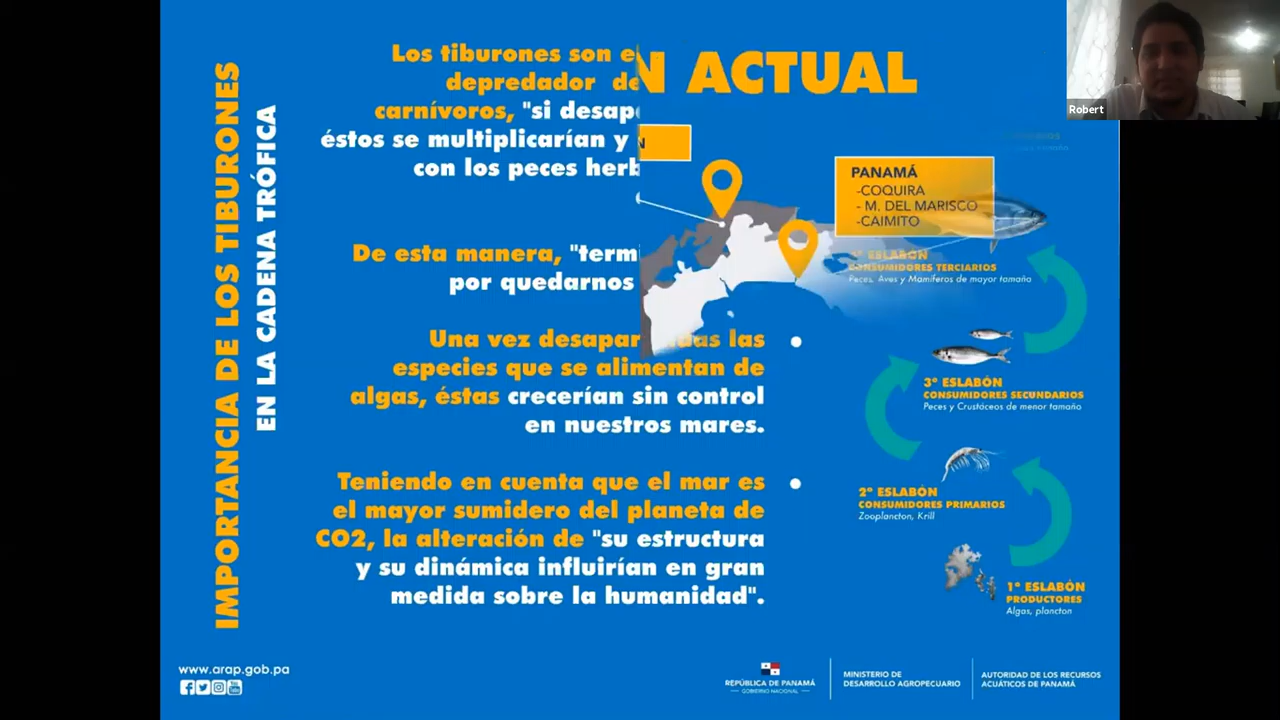 IMPORTANCIA DE LOS TIBURONES
EN LA CADENA TRÓFICA
Los tiburones son e
depredador de
carnívoros, "si desap
éstos se multiplicarían y
con los peces herb
De esta manera, "term
por quedarnos
Una vez desapar as las
especies que se alimentan de
algas, éstas crecerían sin control
en nuestros mares.
Teniendo en cuenta que el mar es
el mayor sumidero del planeta de
CO2, la alteración de "su estructura
y su dinámica influirían en gran
medida sobre la humanidad".
N ACTUAL
N
PANAMÁ
-COQUIRA
- M. DEL MARISCO
-CAIMITO
ESLABÓN
CONSUMIDORES TERCIARIOS
Peces, Aves y Mamíferos de mayor tamaño
3º ESLABÓN
CONSUMIDORES SECUNDARIOS
Peces y Crustáceos de menor tamaño
2º ESLABÓN
CONSUMIDORES PRIMARIOS
Zooplancton, Krill
1º ESLABÓN
PRODUCTORES
Algas, plancton
Robert
www.arap.gob.pa
REPÚBLICA DE PANAMÁ
— GOBIERNO NACIONAL —
MINISTERIO DE
DESARROLLO AGROPECUARIO
AUTORIDAD DE LOS RECURSOS
ACUÁTICOS DE PANAMÁ